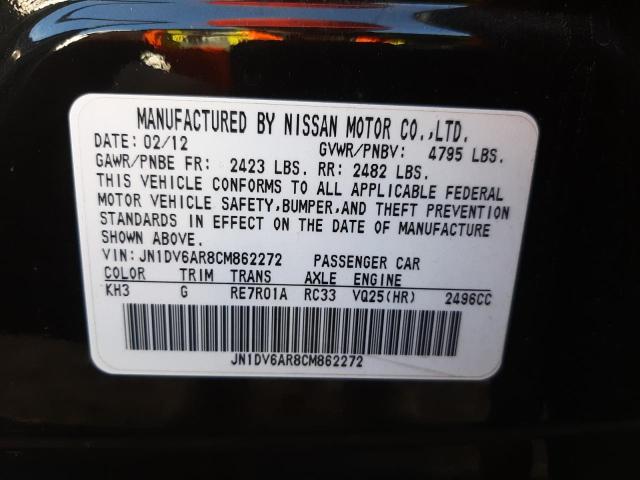 MANUFACTURED BY NISSAN MOTOR CO.,LTD.
DATE: 02/12 GVWR/PNBV: 4795 LBS.
GAWR/PNBE FR: 2423 LBS. RR: 2482 LBS.
THIS VEHICLE CONFORMS TO ALL APPLICABLE FEDERAL
MOTOR VEHICLE SAFETY,BUMPER,AND THEFT PREVENTION
STANDARDS IN EFFECT ON THE DATE OF MANUFACTURE
SHOWN ABOVE.
VIN: JN1DV6AR8CM862272 PASSENGER CAR
COLOR TRIM TRANS AXLE ENGINE
KH3 G RE7R01A RC33 VQ25(HR) 2496CC
JN1DV6AR8CM862272